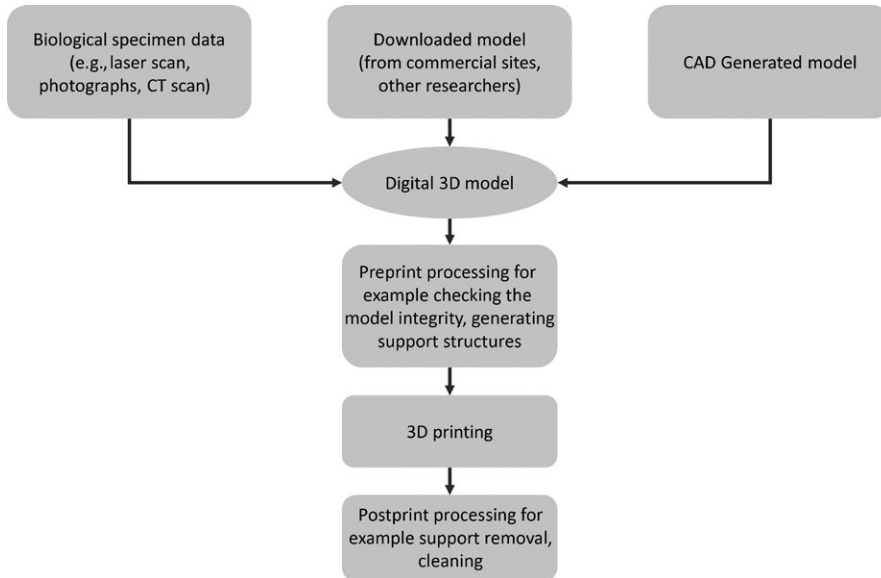 Biological specimen data
(e.g., laser scan,
photographs, CT scan)
Downloaded model
(from commercial sites,
other researchers)
CAD Generated model
Digital 3D model
Preprint processing for
example checking the
model integrity, generating
support structures
3D printing
Postprint processing for
example support removal,
cleaning